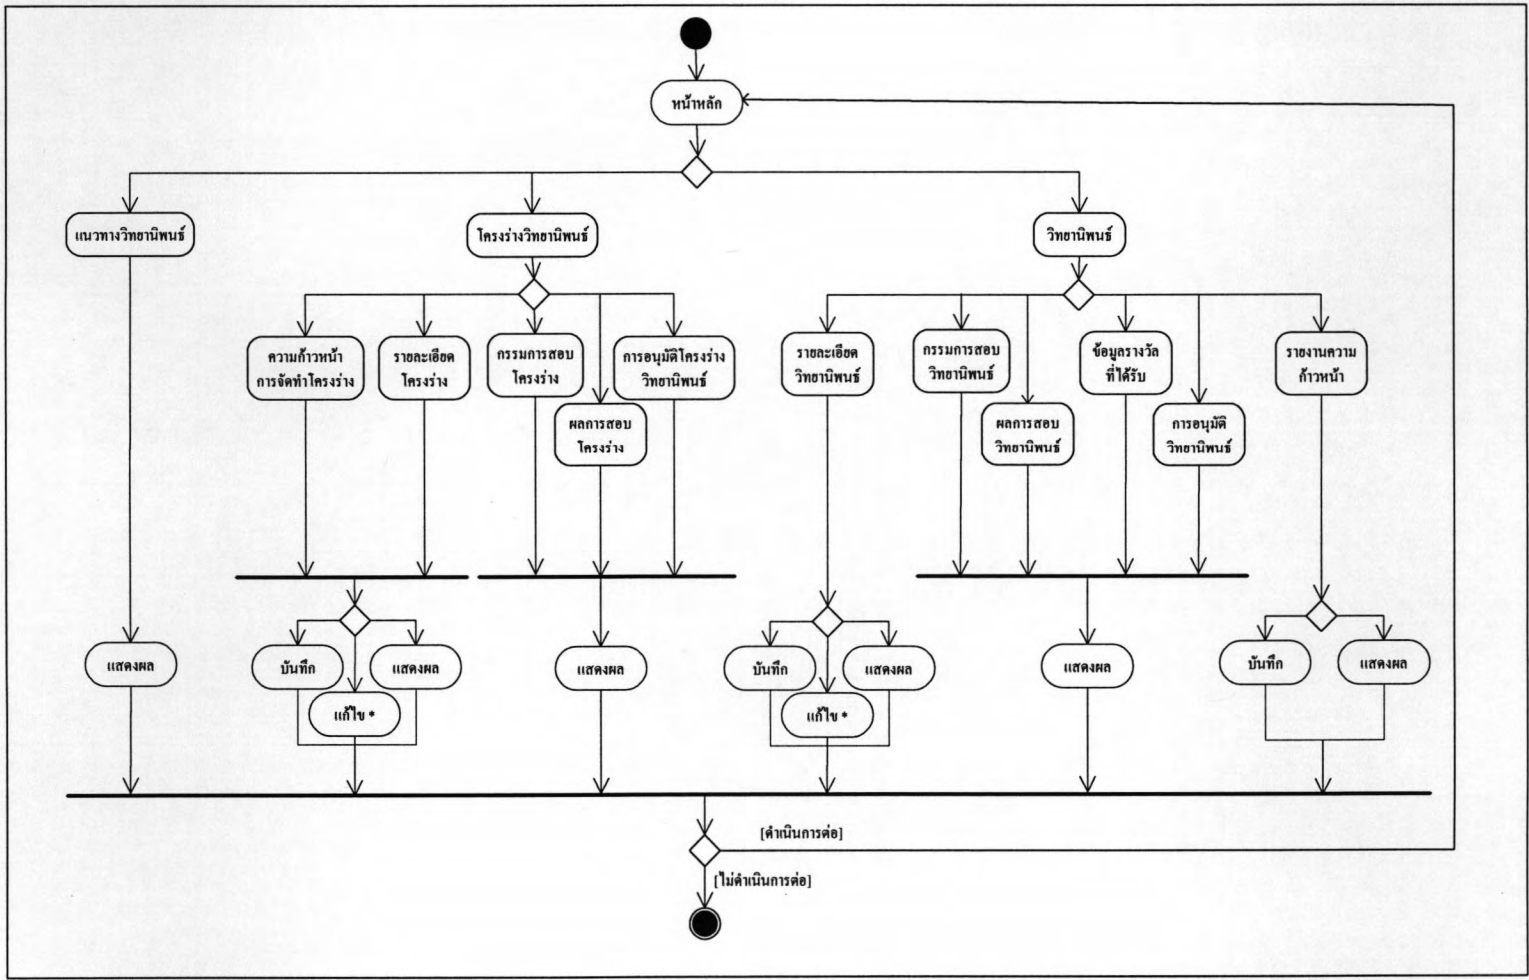 หน้าหลัก
แนวทางวิทยานิพนธ์
โครงร่างวิทยานิพนธ์
วิทยานิพนธ์
ความก้าวหน้า
การจัดทำโครงร่าง
รายละเอียด
โครงร่าง
กรรมการสอบ
โครงร่าง
ผลการสอบ
โครงร่าง
การอนุมัติโครงร่าง
วิทยานิพนธ์
รายละเอียด
วิทยานิพนธ์
กรรมการสอบ
วิทยานิพนธ์
ผลการสอบ
วิทยานิพนธ์
ข้อมูลรางวัล
ที่ได้รับ
การอนุมัติ
วิทยานิพนธ์
รายงานความ
ก้าวหน้า
แสดงผล
บันทึก
แก้ไข *
แสดงผล
แสดงผล
บันทึก
แก้ไข *
แสดงผล
แสดงผล
บันทึก
แสดงผล
[ดำเนินการต่อ]
[ไม่ดำเนินการต่อ]